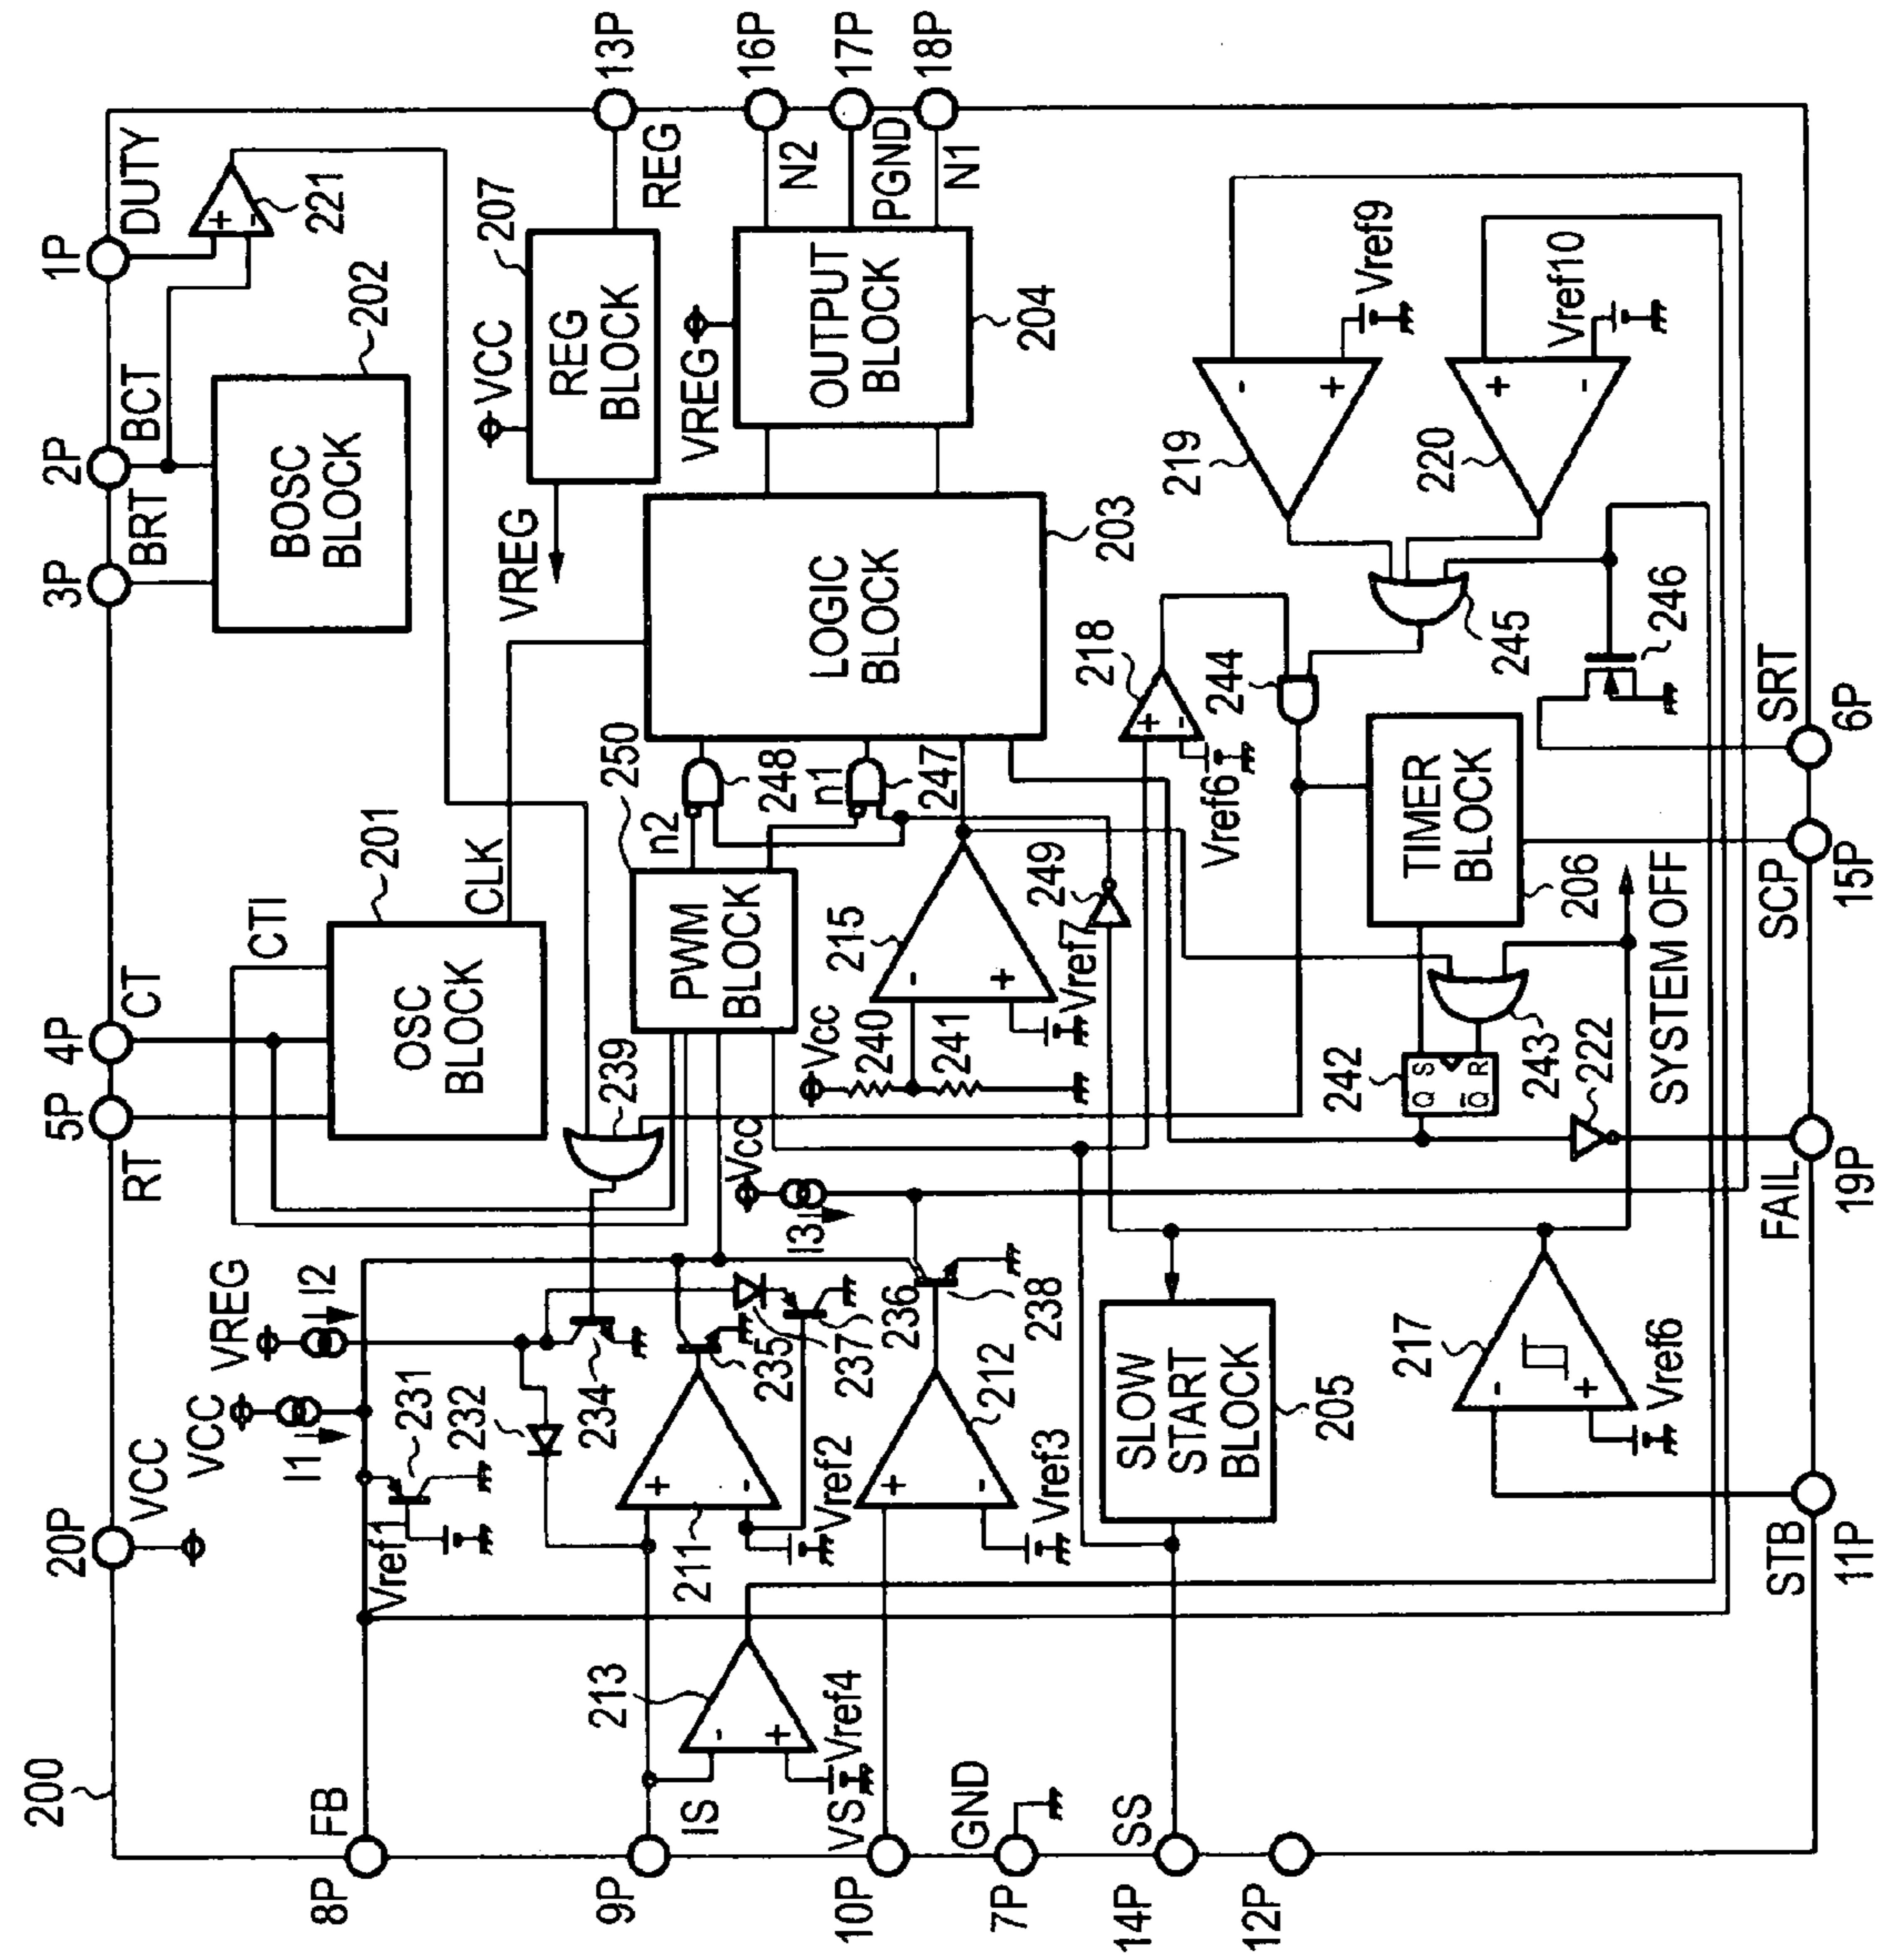 200
20P
VCC
5P
RT
4P
CT
3P
BRT
2P
BCT
1P
DUTY
8P
FB
VCC
I1
VREG
I2
Vref1
231
232
234
CTI
201
OSC
BLOCK
CLK
239
BOSC
BLOCK
202
+
-
221
VCC
207
REG
BLOCK
VREG
13P
REG
9P
IS
213
-
+
Vref4
211
+
-
Vref2
235
236
237
Vcc
I3
250
PWM
BLOCK
n2
248
n1
247
LOGIC
BLOCK
203
VREG
OUTPUT
BLOCK
204
16P
N2
17P
PGND
18P
N1
10P
VS
212
+
-
Vref3
238
Vcc
240
241
215
-
+
Vref7
249
218
+
-
Vref6
244
219
-
+
Vref9
7P
GND
14P
SS
SLOW
START
BLOCK
205
12P
242
S
Q
R
Q
243
222
TIMER
BLOCK
206
245
246
220
+
-
Vref10
217
-
+
Vref6
SYSTEM OFF
STB
11P
FAIL
19P
SCP
15P
SRT
6P